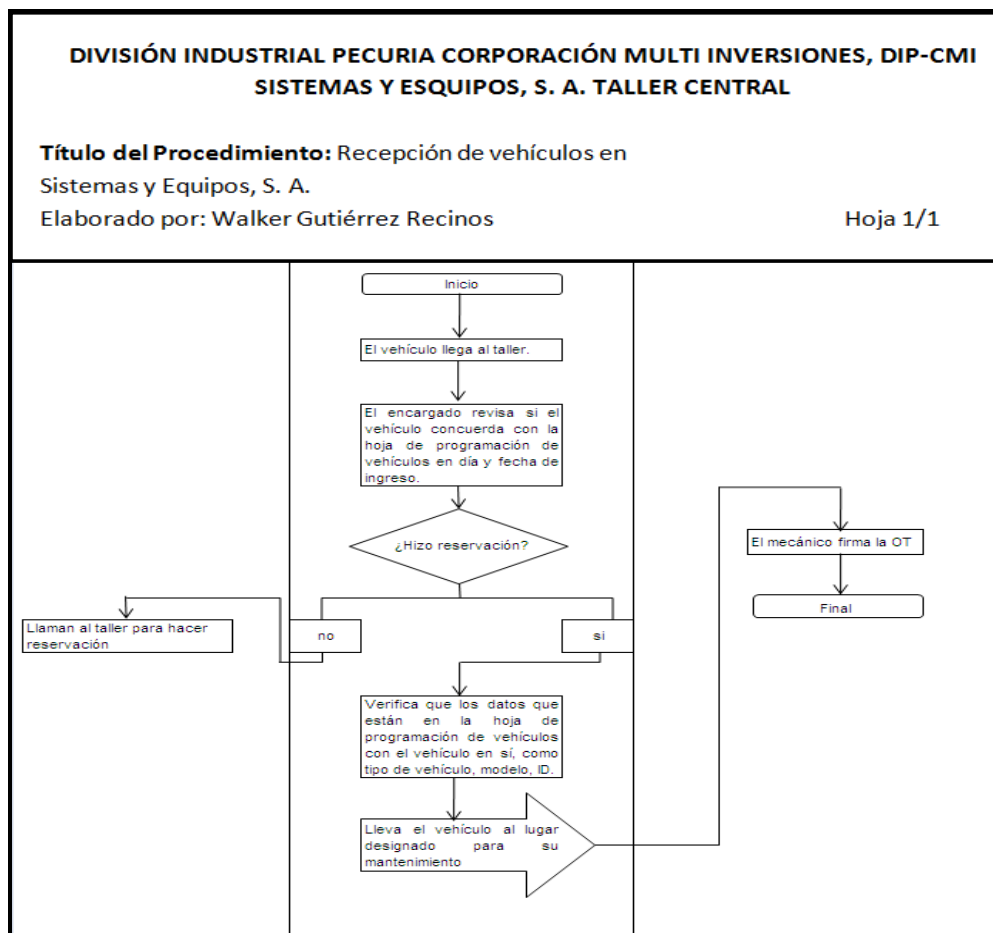 DIVISIÓN INDUSTRIAL PECURIA CORPORACIÓN MULTI INVERSIONES, DIP-CMI
SISTEMAS Y ESQUIPOS, S. A. TALLER CENTRAL
Título del Procedimiento: Recepción de vehículos en
Sistemas y Equipos, S. A.
Elaborado por: Walker Gutiérrez Recinos Hoja 1/1
Inicio
El vehículo llega al taller.
El encargado revisa si el
vehículo concuerda con la
hoja de programación de
vehículos en día y fecha de
ingreso.
¿Hizo reservación?
no
si
Llaman al taller para hacer
reservación
Verifica que los datos que
están en la hoja de
programación de vehículos
con el vehículo en sí, como
tipo de vehículo, modelo, ID.
Lleva el vehículo al lugar
designado para su
mantenimiento
El mecánico firma la OT
Final